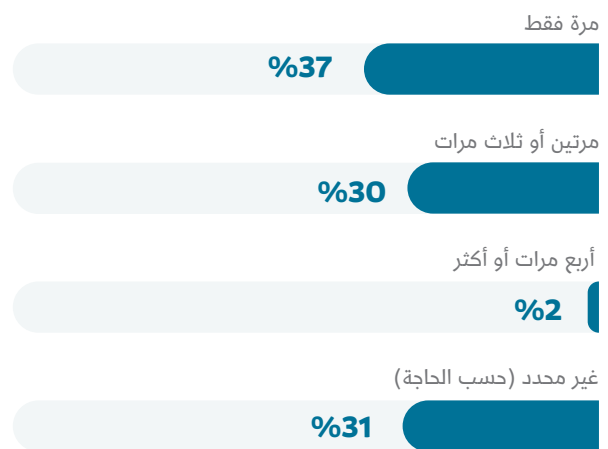 مرة فقط
%37
مرتين أو ثلاث مرات
%30
أربع مرات أو أكثر
%2
غير محدد (حسب الحاجة)
%31